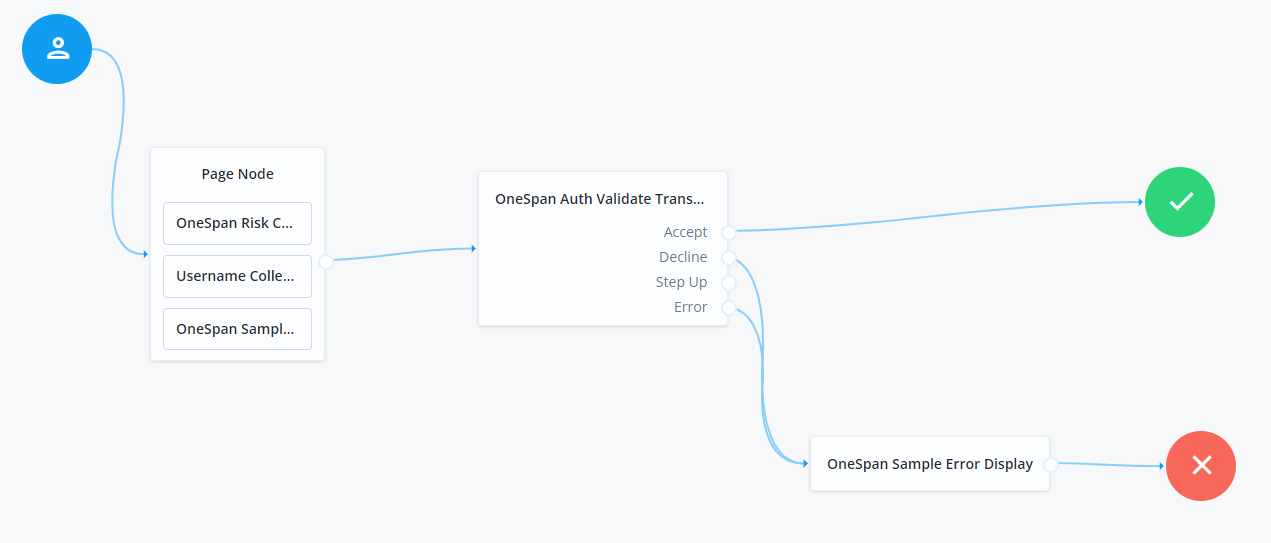 Page Node
OneSpan Risk C...
Username Colle...
OneSpan Sampl...
OneSpan Auth Validate Trans...
Accept
Decline
Step Up
Error
OneSpan Sample Error Display